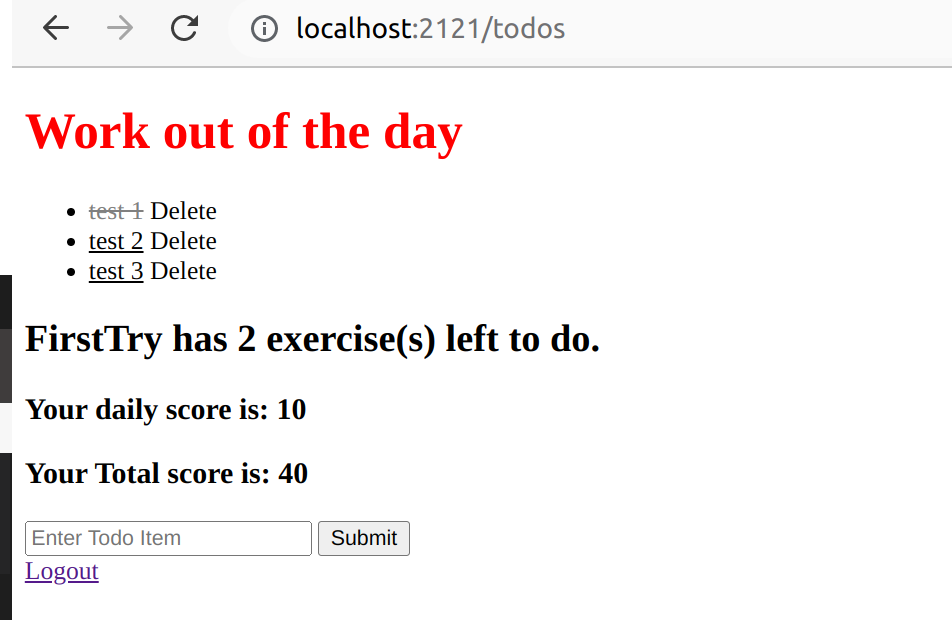 localhost:2121/todos
Work out of the day
test 1 Delete
test 2 Delete
test 3 Delete
FirstTry has 2 exercise(s) left to do.
Your daily score is: 10
Your Total score is: 40
Enter Todo Item Submit
Logout